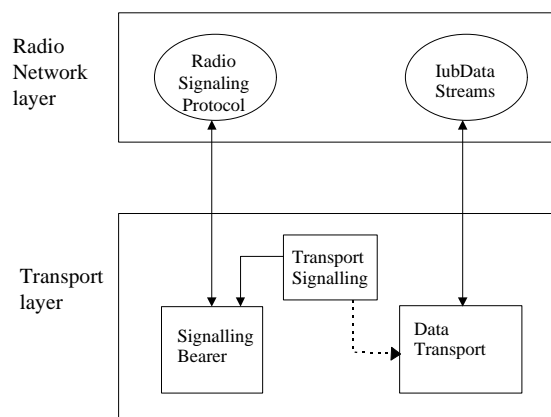 Radio
Network
layer
Radio
Signaling
Protocol
IubData
Streams
Transport
layer
Transport
Signalling
Signalling
Bearer
Data
Transport